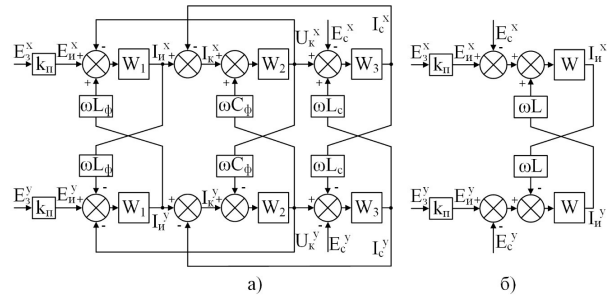 E_с^x I_с^x E_с^x
U_к^x
E_з^x k_п E_и^x + - W_1 I_и^x + - I_к^x + W_2 + - W_3 E_з^x k_п E_и^x + - + W I_и^x
+ + +
ωL_ф ωC_ф ωL_с ωL
ωL_ф ωC_ф ωL_с ωL
- - - -
E_з^y k_п E_и^y + W_1 I_и^y + I_к^y + W_2 + W_3 E_з^y k_п E_и^y + + W I_и^y
- - -
U_к^y E_с^y I_с^y E_с^y
а) б)